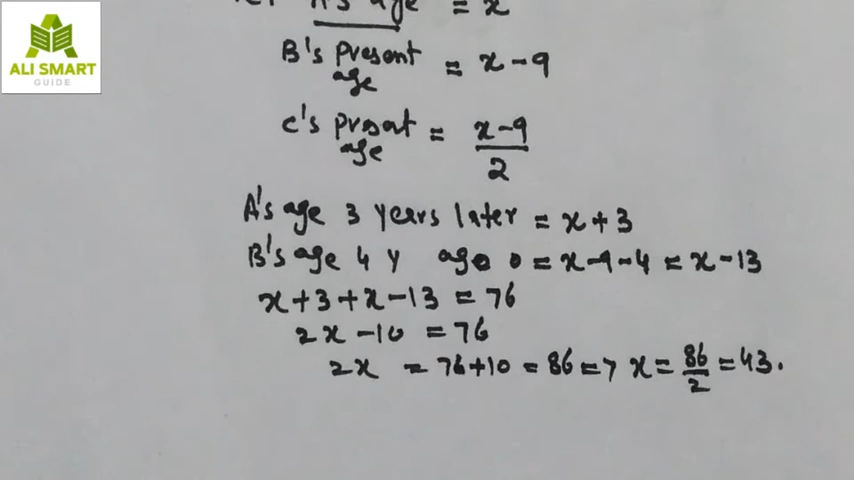 ALI SMART
GUIDE
A's age = x
B's present age = x-9
c's present age = x-9/2
A's age 3 years later = x+3
B's age 4 y ago = x-9-4 = x-13
x+3+x-13 = 76
2x-10 = 76
2x = 76+10 = 86 => x = 86/2 = 43.